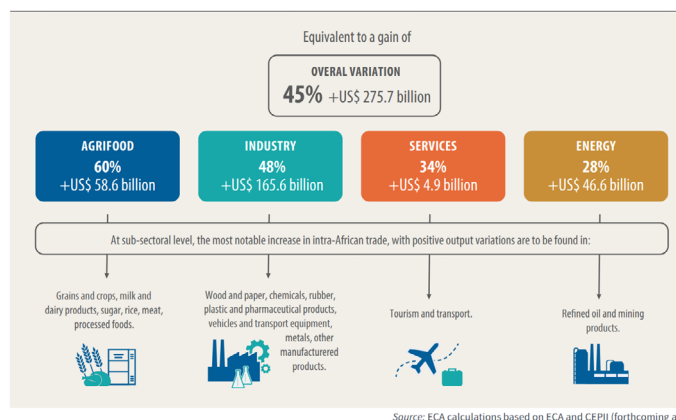 Equivalent to a gain of
OVERAL VARIATION
45% +US$ 275.7 billion
AGRIFOOD
60%
+US$ 58.6 billion
INDUSTRY
48%
+US$ 165.6 billion
SERVICES
34%
+US$ 4.9 billion
ENERGY
28%
+US$ 46.6 billion
At sub-sectoral level, the most notable increase in intra-African trade, with positive output variations are to be found in:
Grains and crops, milk and
dairy products, sugar, rice, meat,
processed foods.
Wood and paper, chemicals, rubber,
plastic and pharmaceutical products,
vehicles and transport equipment,
metals, other
manufacturered
products.
Tourism and transport.
Refined oil and mining
products.
Source: ECA calculations based on ECA and CEPII (forthcoming a